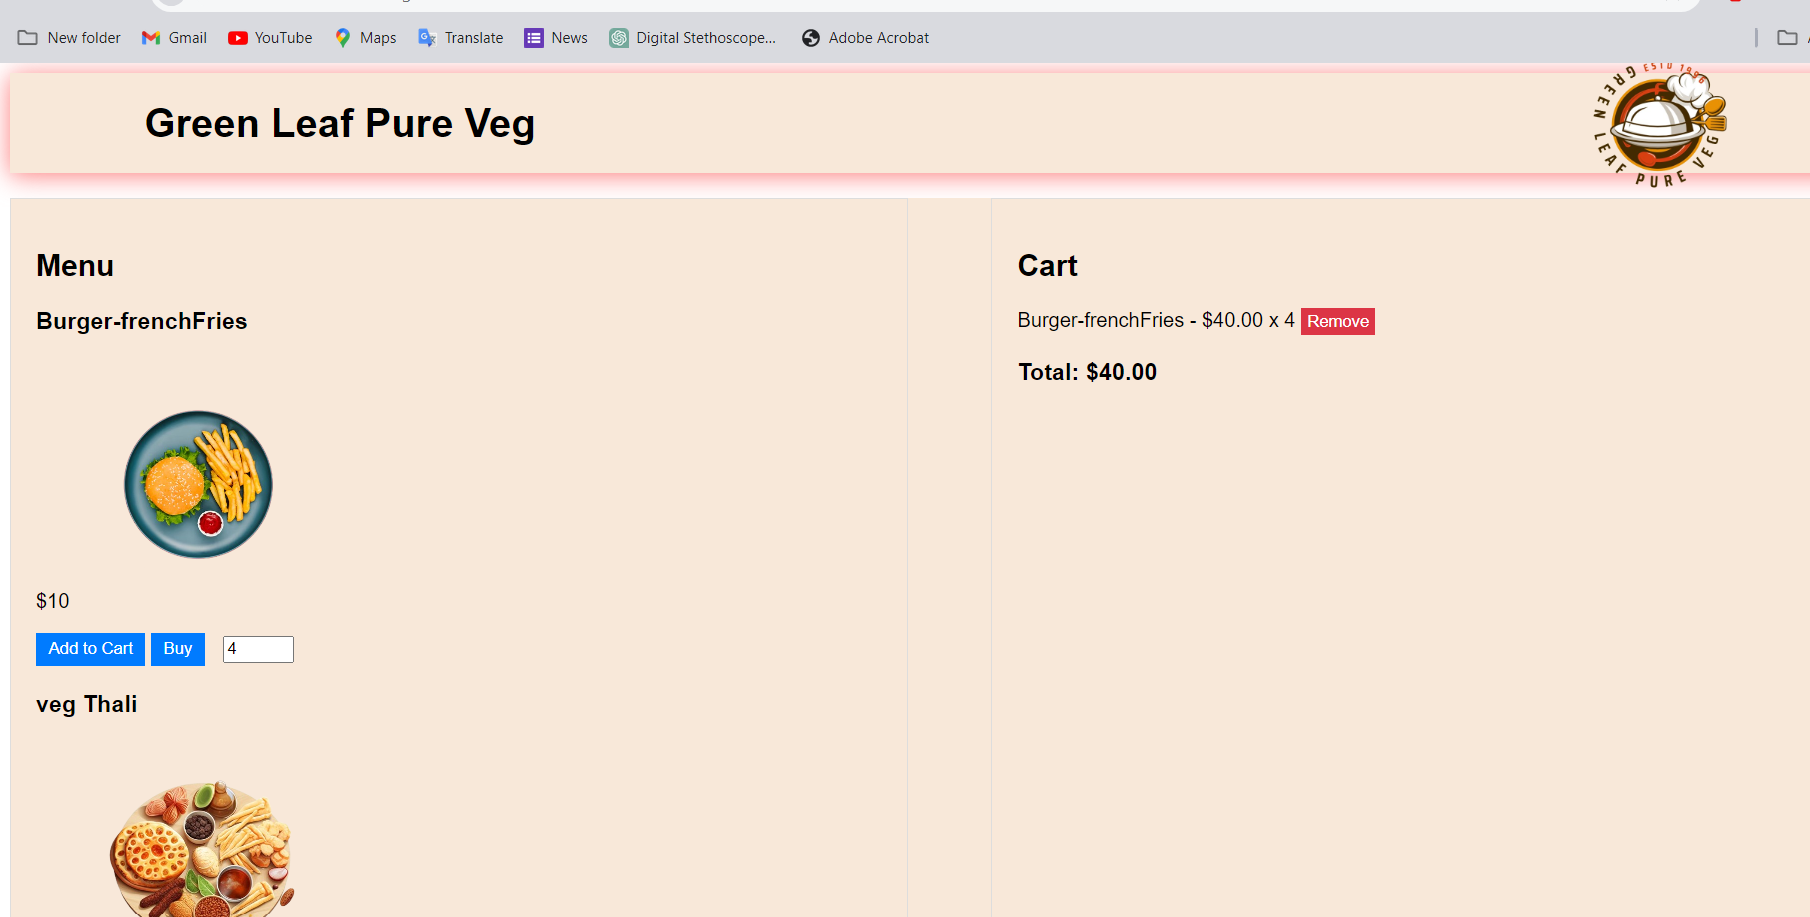 New folder Gmail YouTube Maps Translate News Digital Stethoscope... Adobe Acrobat
Green Leaf Pure Veg
ESTD 1996
GREEN LEAF PURE VEG
Menu
Burger-frenchFries
$10
Add to Cart Buy 4
veg Thali
Cart
Burger-frenchFries - $40.00 x 4 Remove
Total: $40.00